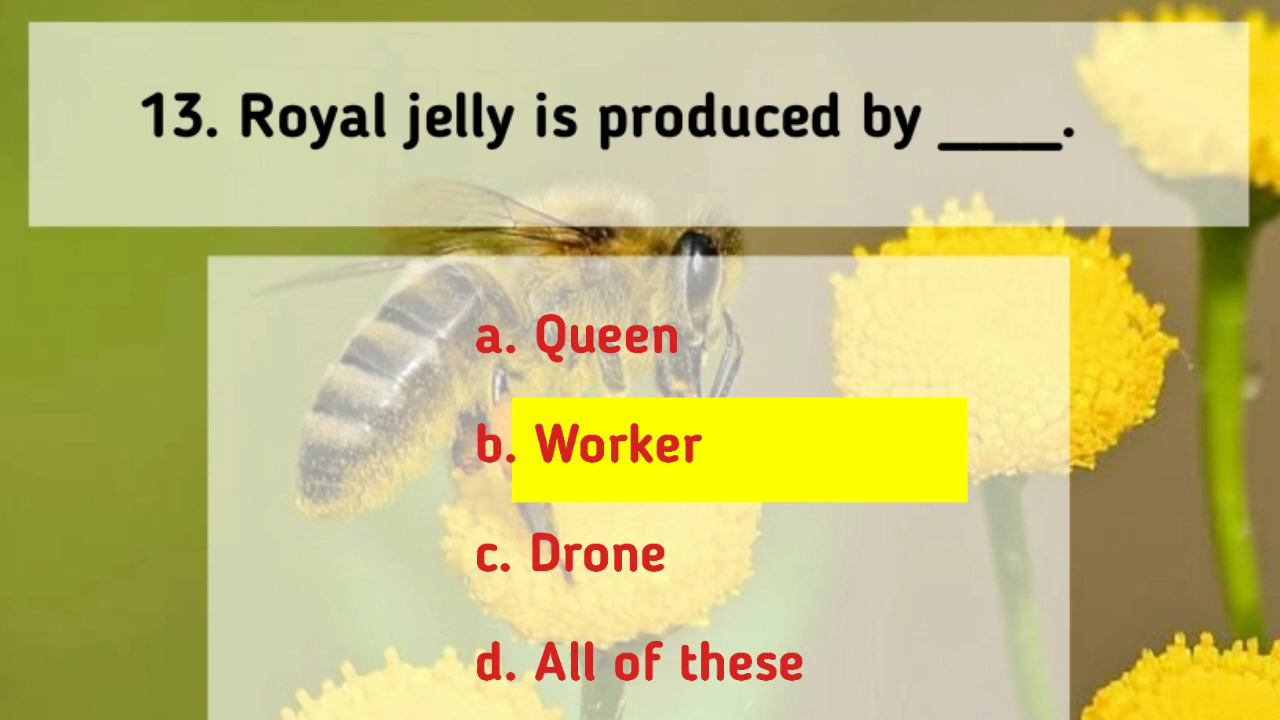 13. Royal jelly is produced by ____.
a. Queen
b. Worker
c. Drone
d. All of these